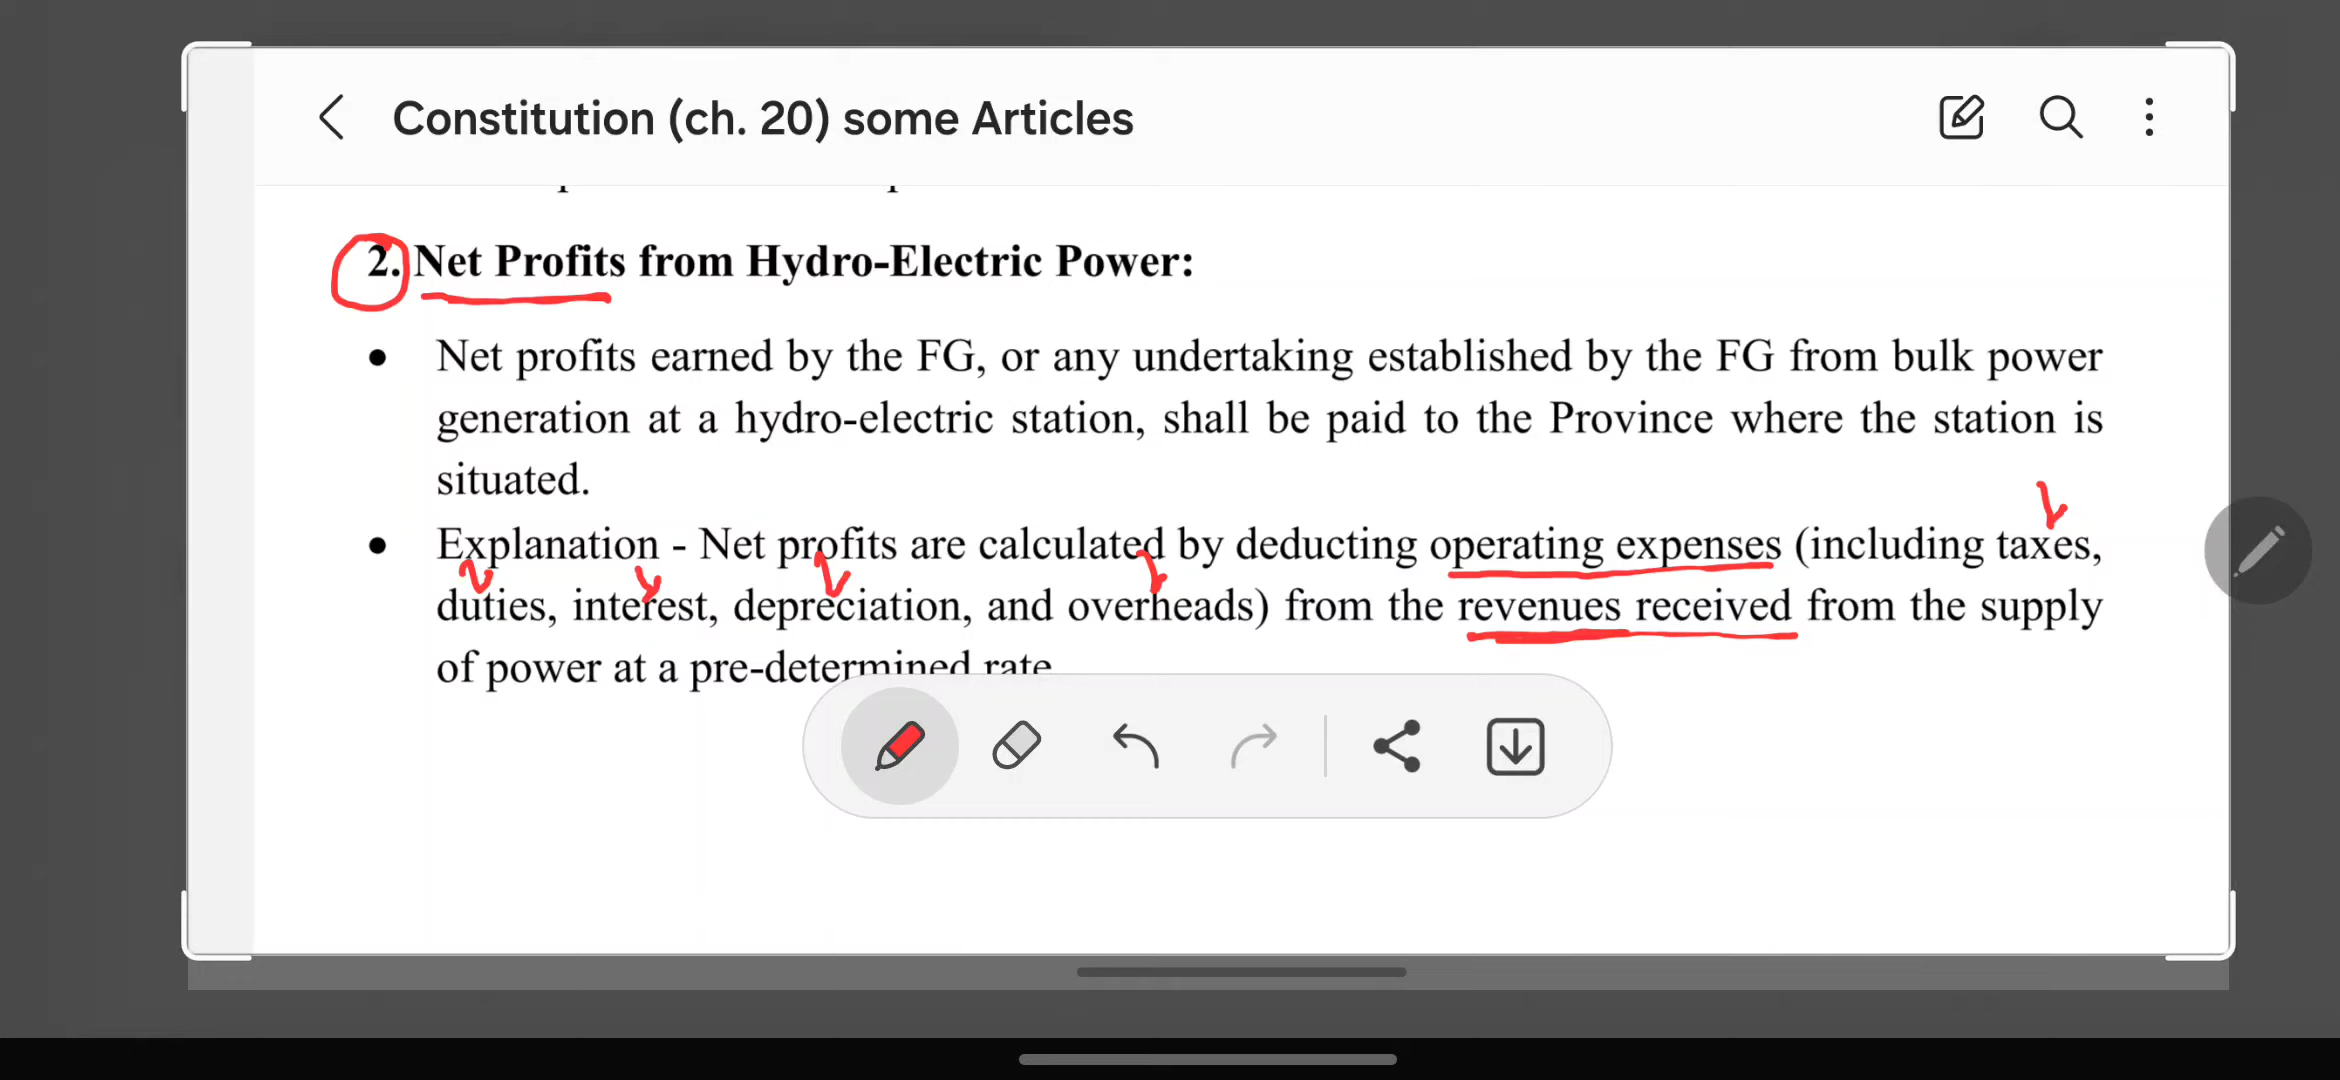 Constitution (ch. 20) some Articles
2. Net Profits from Hydro-Electric Power:
• Net profits earned by the FG, or any undertaking established by the FG from bulk power
generation at a hydro-electric station, shall be paid to the Province where the station is
situated.
• Explanation - Net profits are calculated by deducting operating expenses (including taxes,
duties, interest, depreciation, and overheads) from the revenues received from the supply
of power at a pre-determined rate